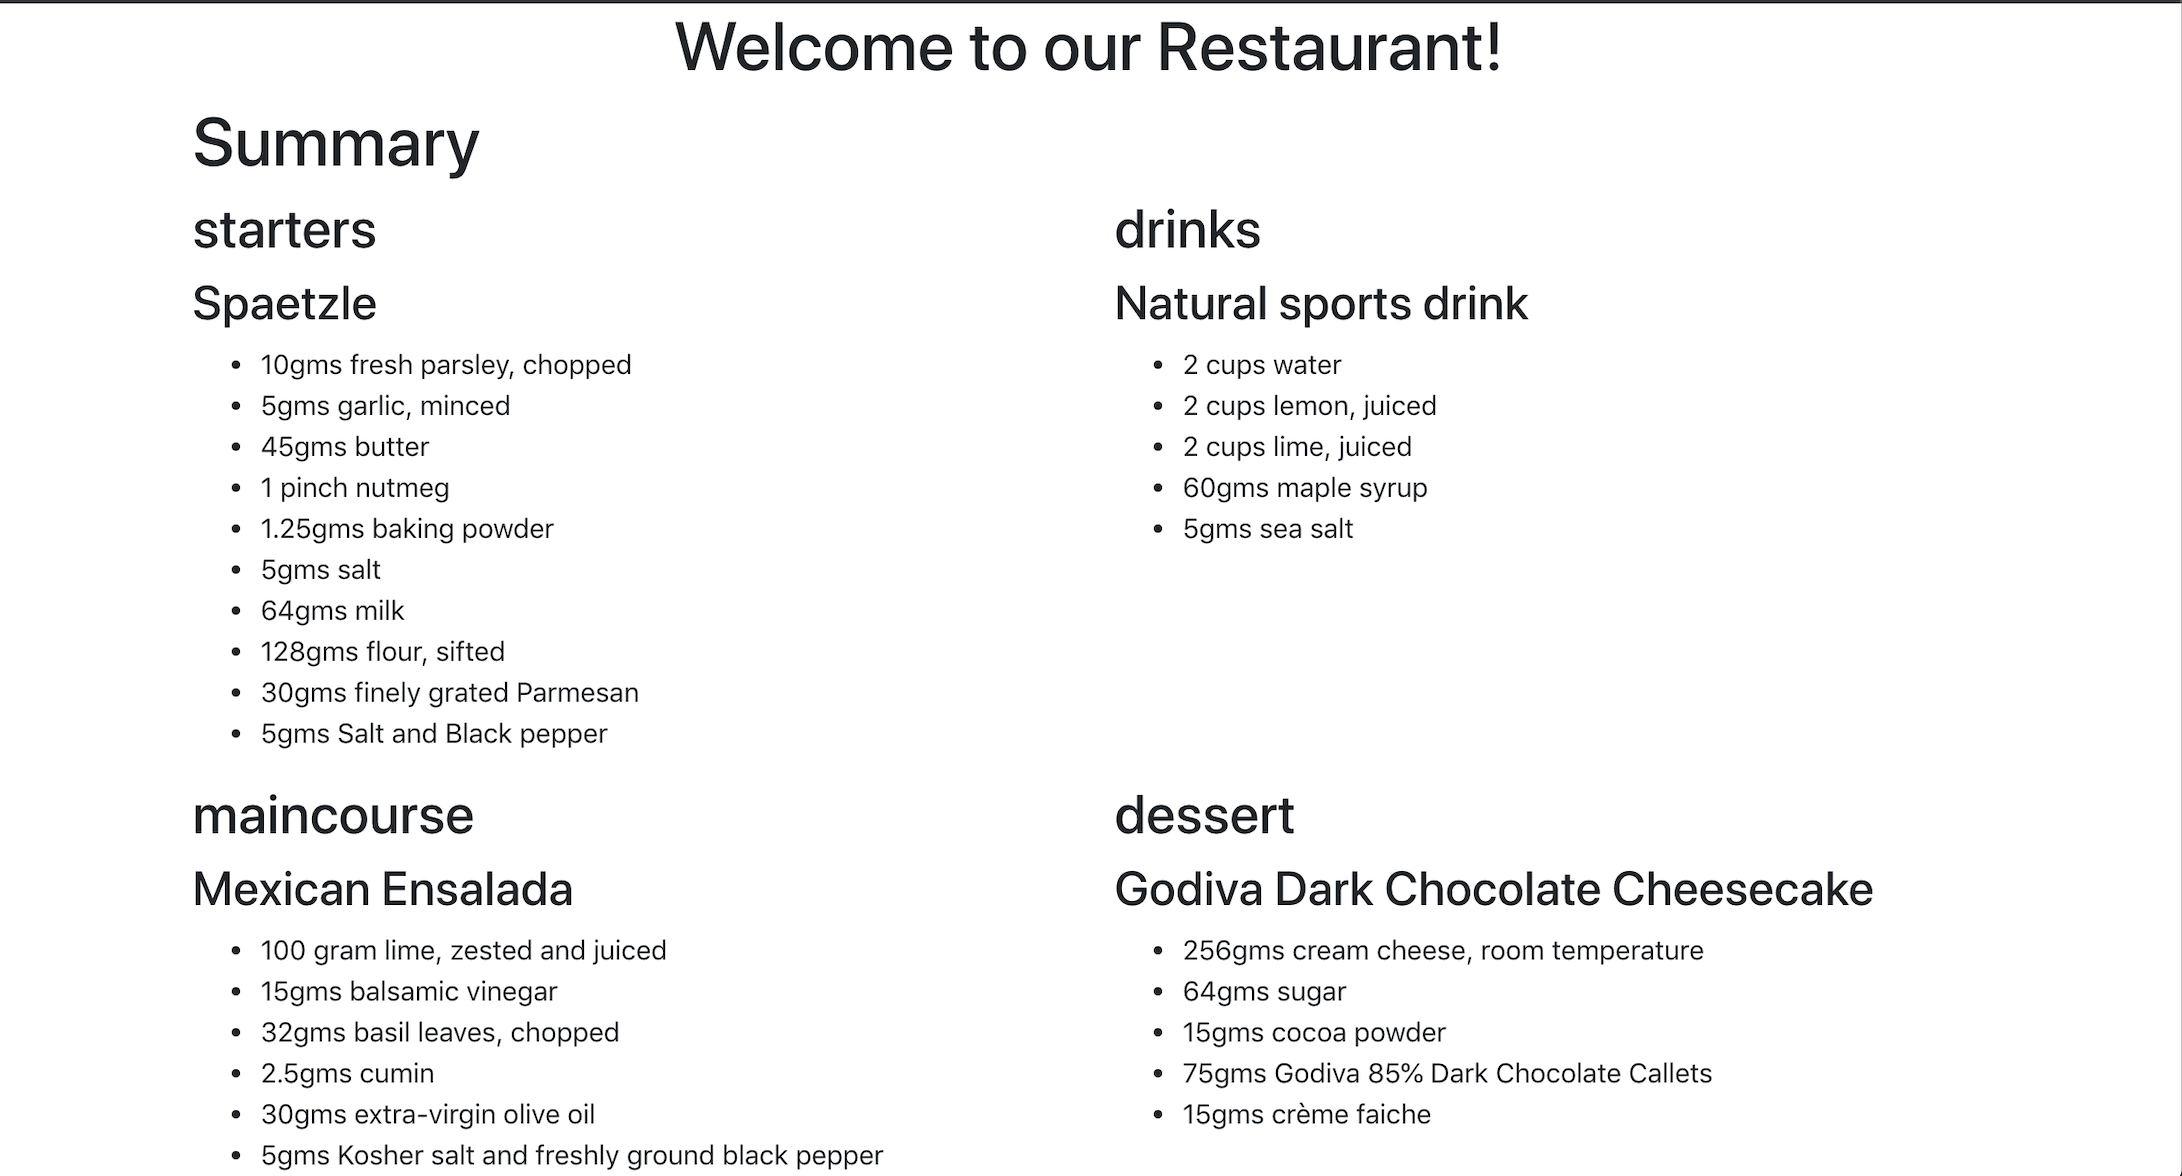 Welcome to our Restaurant!
Summary
starters
Spaetzle
10gms fresh parsley, chopped
5gms garlic, minced
45gms butter
1 pinch nutmeg
1.25gms baking powder
5gms salt
64gms milk
128gms flour, sifted
30gms finely grated Parmesan
5gms Salt and Black pepper
drinks
Natural sports drink
2 cups water
2 cups lemon, juiced
2 cups lime, juiced
60gms maple syrup
5gms sea salt
maincourse
Mexican Ensalada
100 gram lime, zested and juiced
15gms balsamic vinegar
32gms basil leaves, chopped
2.5gms cumin
30gms extra-virgin olive oil
5gms Kosher salt and freshly ground black pepper
dessert
Godiva Dark Chocolate Cheesecake
256gms cream cheese, room temperature
64gms sugar
15gms cocoa powder
75gms Godiva 85% Dark Chocolate Callets
15gms crème faiche